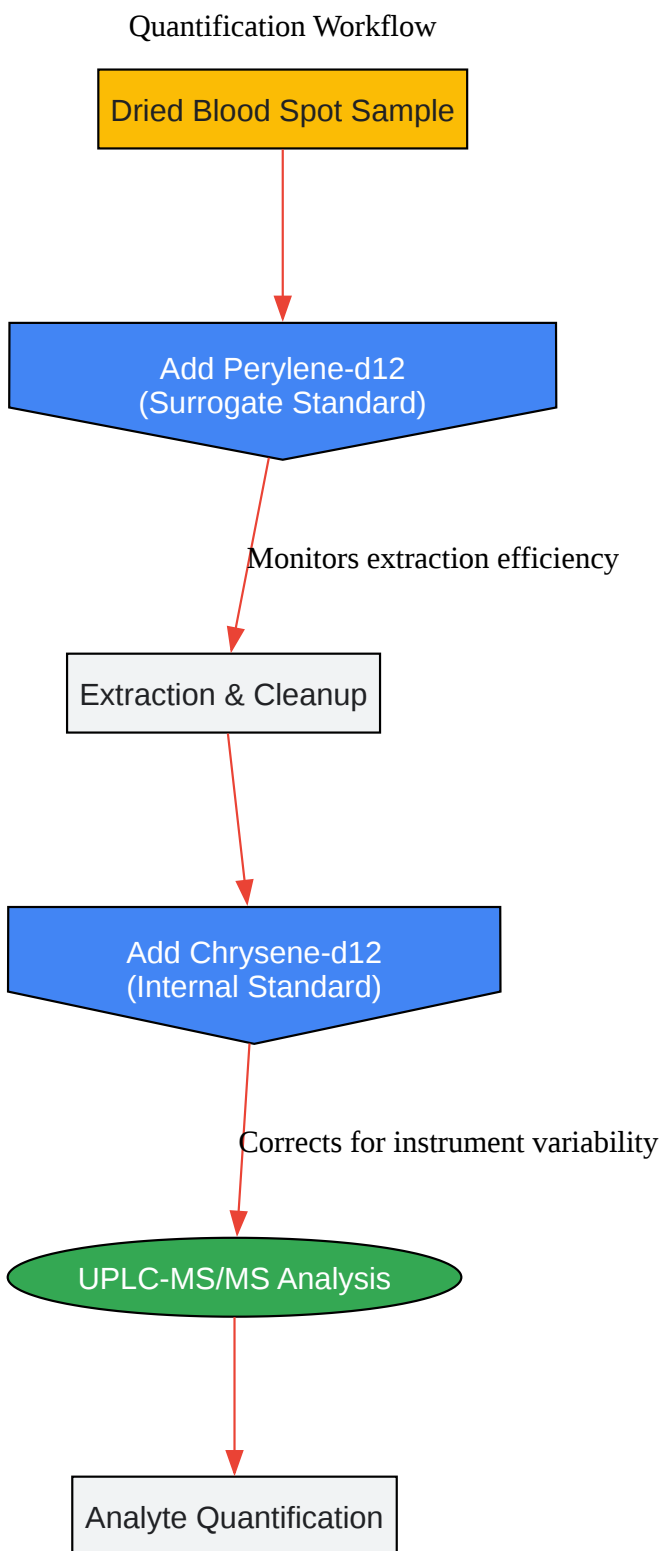 Quantification Workflow
Dried Blood Spot Sample
Add Perylene-d12
(Surrogate Standard)
Monitors extraction efficiency
Extraction & Cleanup
Add Chrysene-d12
(Internal Standard)
Corrects for instrument variability
UPLC-MS/MS Analysis
Analyte Quantification